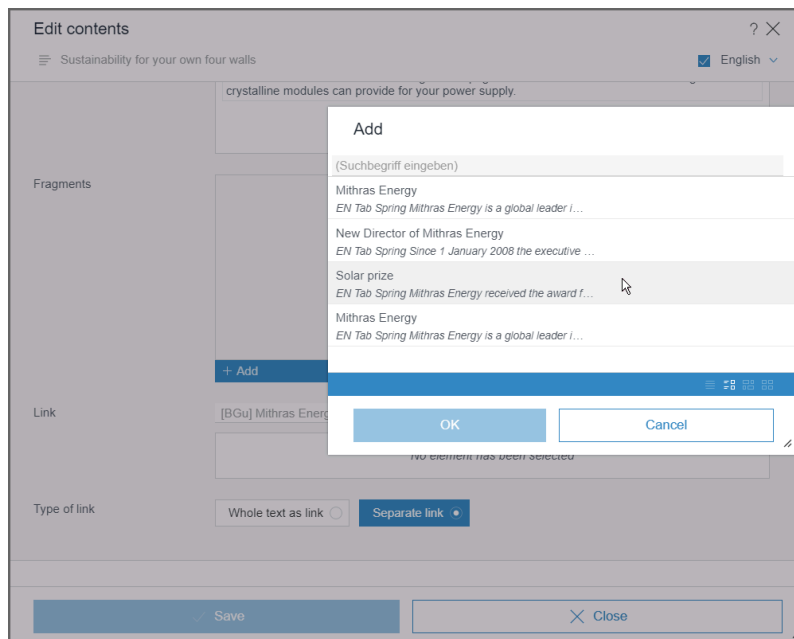 Edit contents
?
Sustainability for your own four walls
English
crystalline modules can provide for your power supply.
Add
(Suchbegriff eingeben)
Fragments
Mithras Energy
EN Tab Spring Mithras Energy is a global leader i…
New Director of Mithras Energy
EN Tab Spring Since 1 January 2008 the executive …
Solar prize
EN Tab Spring Mithras Energy received the award f…
Mithras Energy
EN Tab Spring Mithras Energy is a global leader i…
+ Add
Link
[BGu] Mithras Energ
OK
Cancel
No element has been selected
Type of link
Whole text as link
Separate link
Save
Close